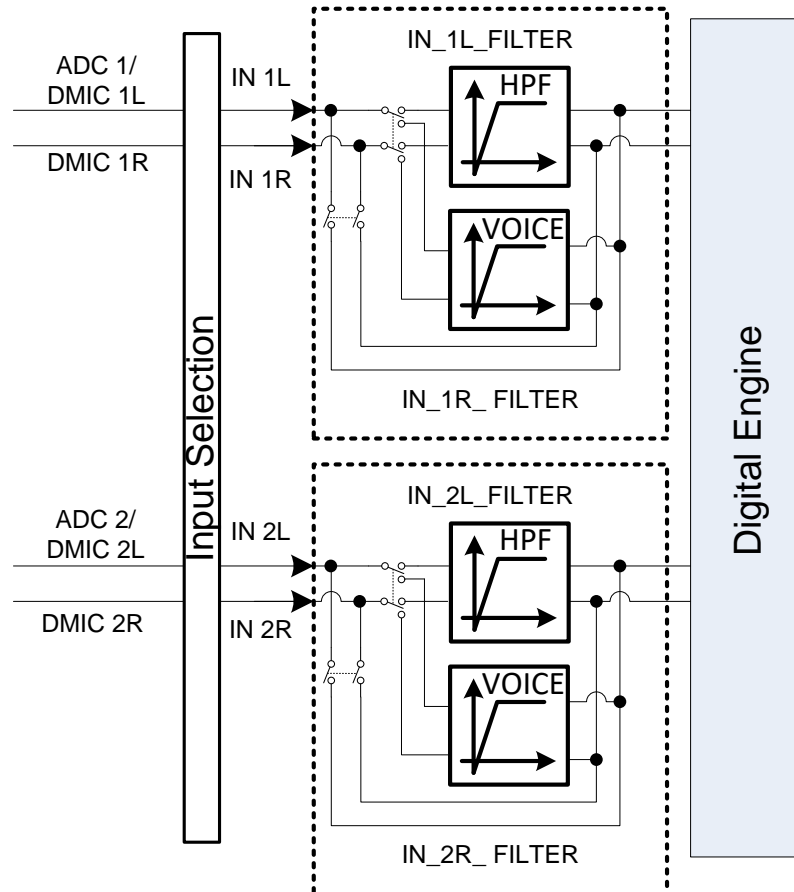 IN_1L_FILTER
ADC 1/
DMIC 1L
IN 1L
HPF
DMIC 1R
IN 1R
VOICE
IN_1R_ FILTER
Input Selection
Digital Engine
IN_2L_FILTER
ADC 2/
DMIC 2L
IN 2L
HPF
DMIC 2R
IN 2R
VOICE
IN_2R_ FILTER